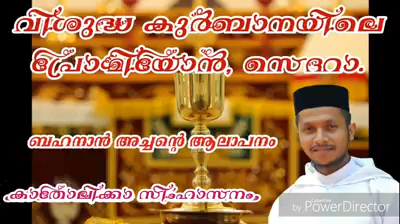 വിശുദ്ധ കുർബാനയിലെ
പ്രോമിയോൻ, സെദറാ.
ബഹനാൻ അച്ചന്റെ ആലാപനം
കാതോലിക്കാ സിംഹാസനം,
by PowerDirector